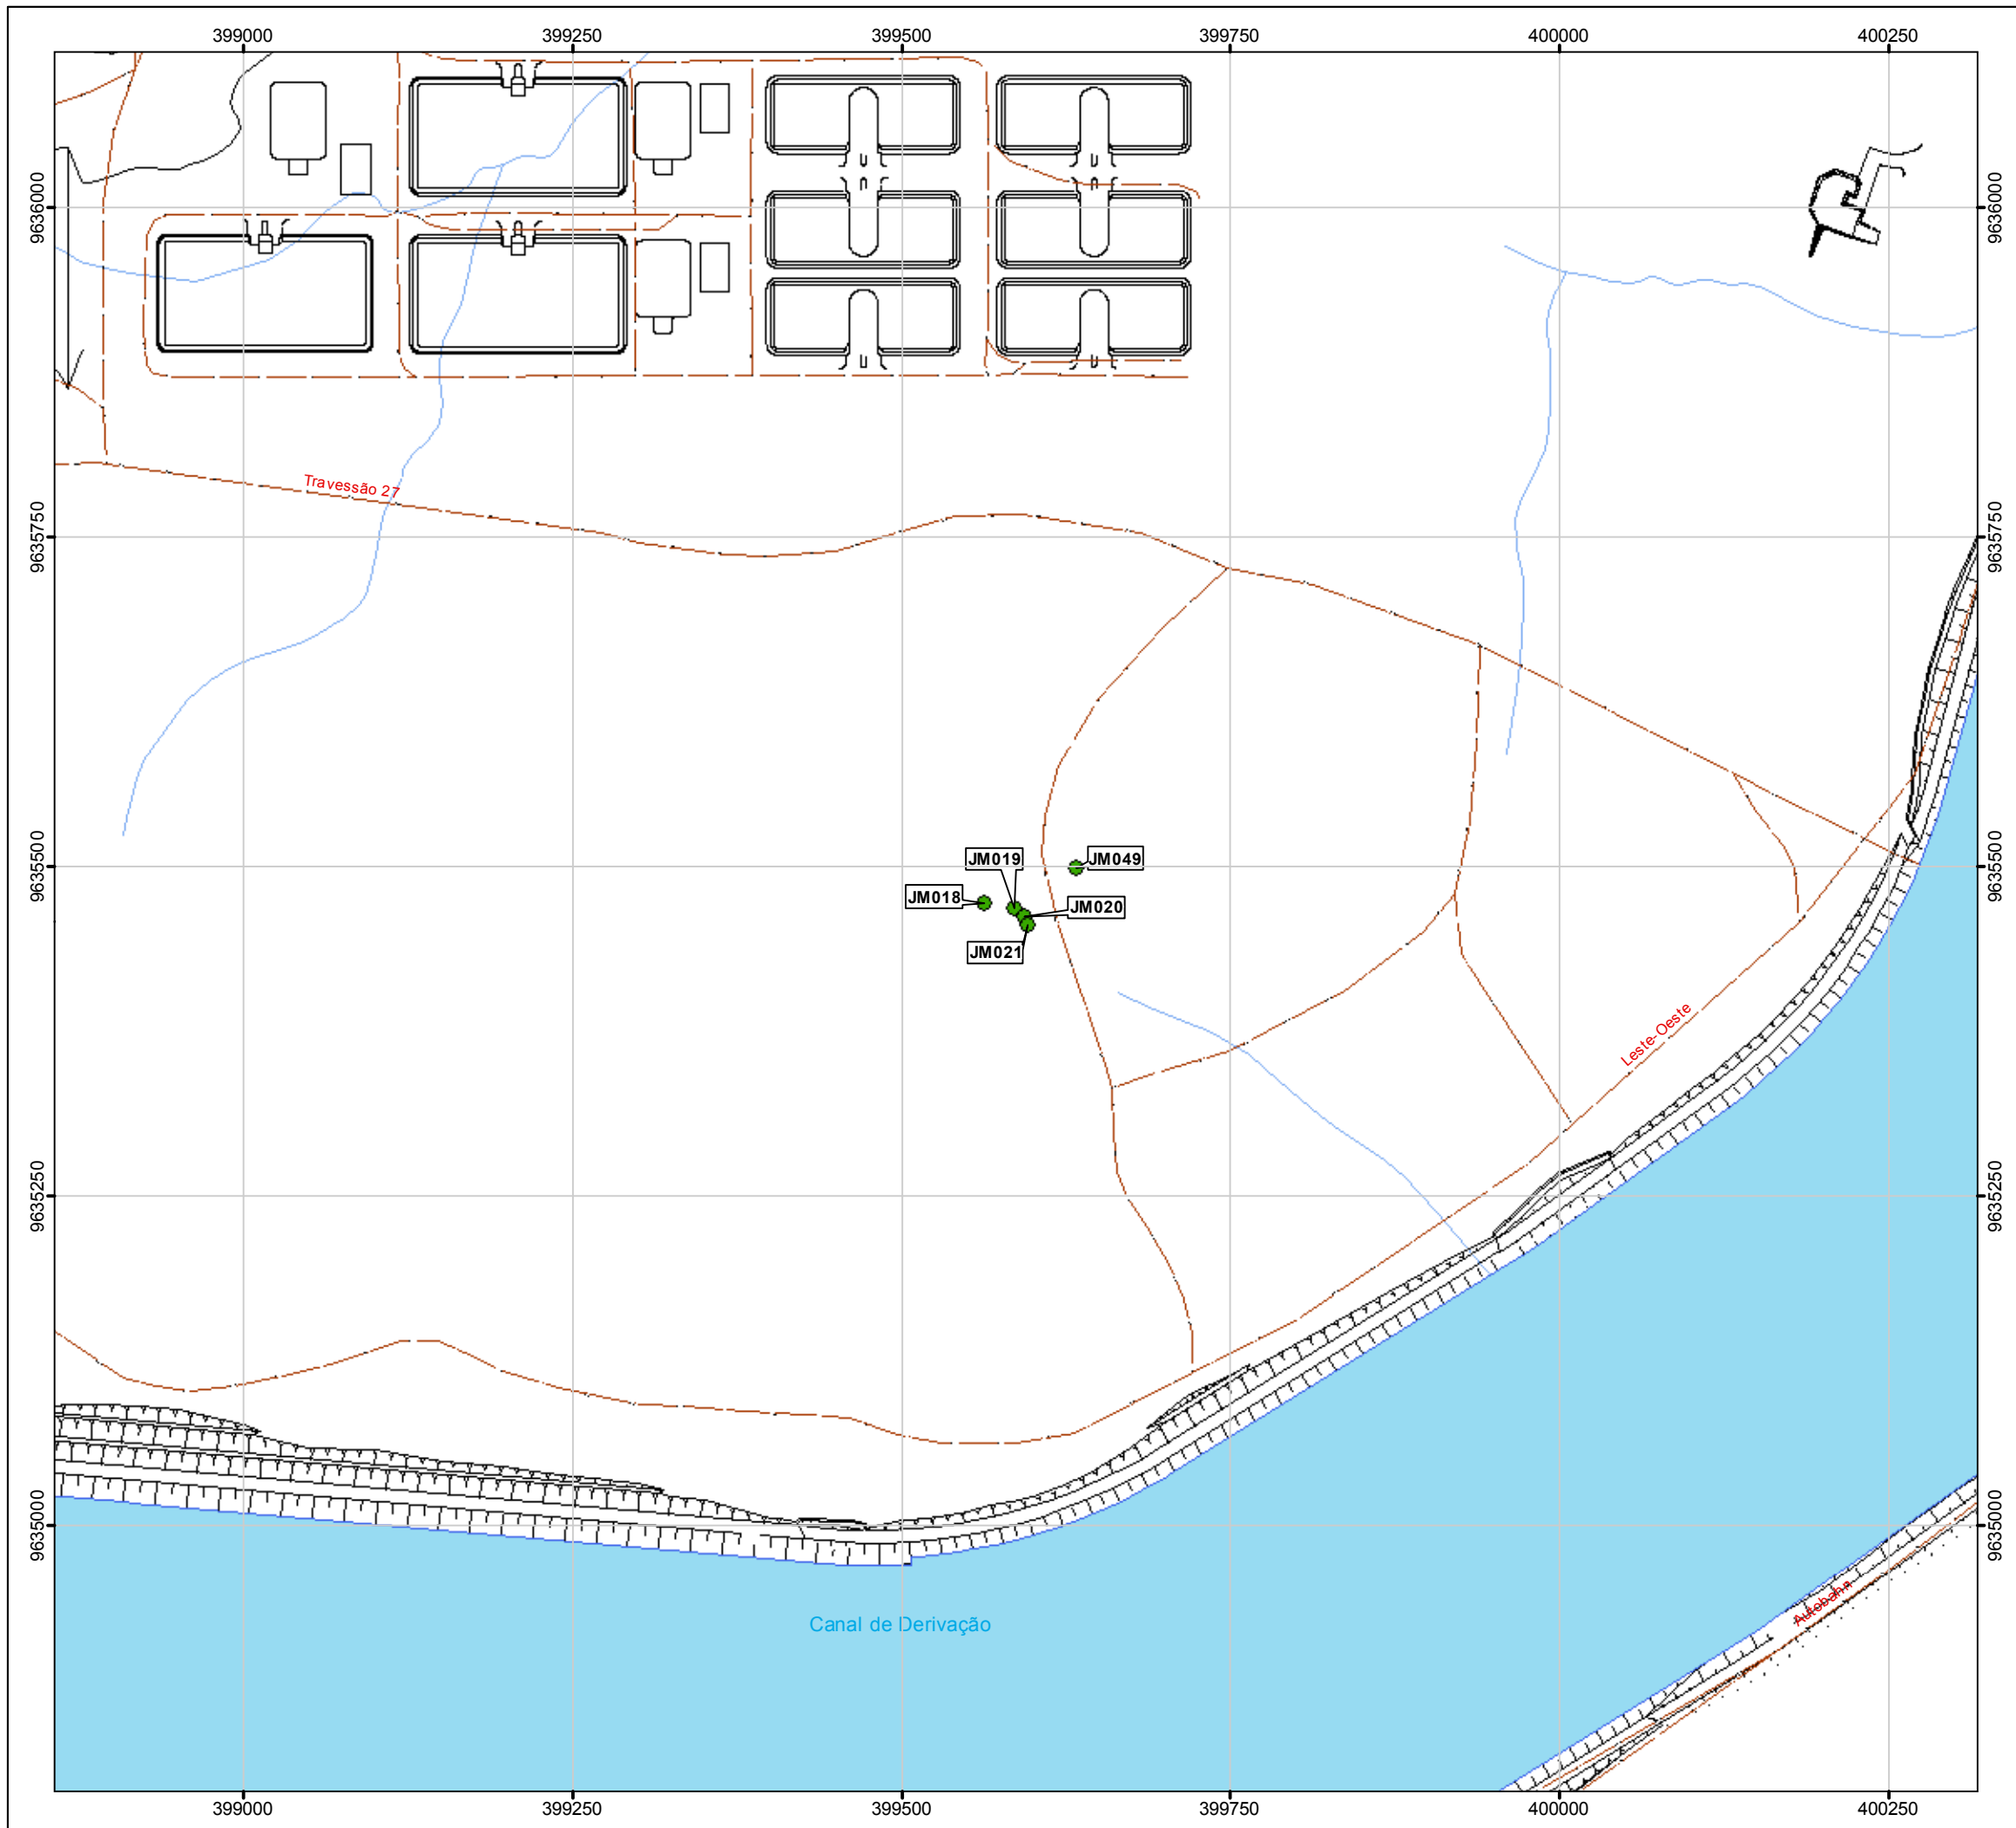 399000 399250 399500 399750 400000 400250
9636000 9636000
Travessão 27
9635750 9635750
JM019 JM049
JM018 JM020
JM021
9635500 9635500
Leste-Oeste
9635250 9635250
9635000 9635000
Autobahn
Canal de Derivação
399000 399250 399500 399750 400000 400250